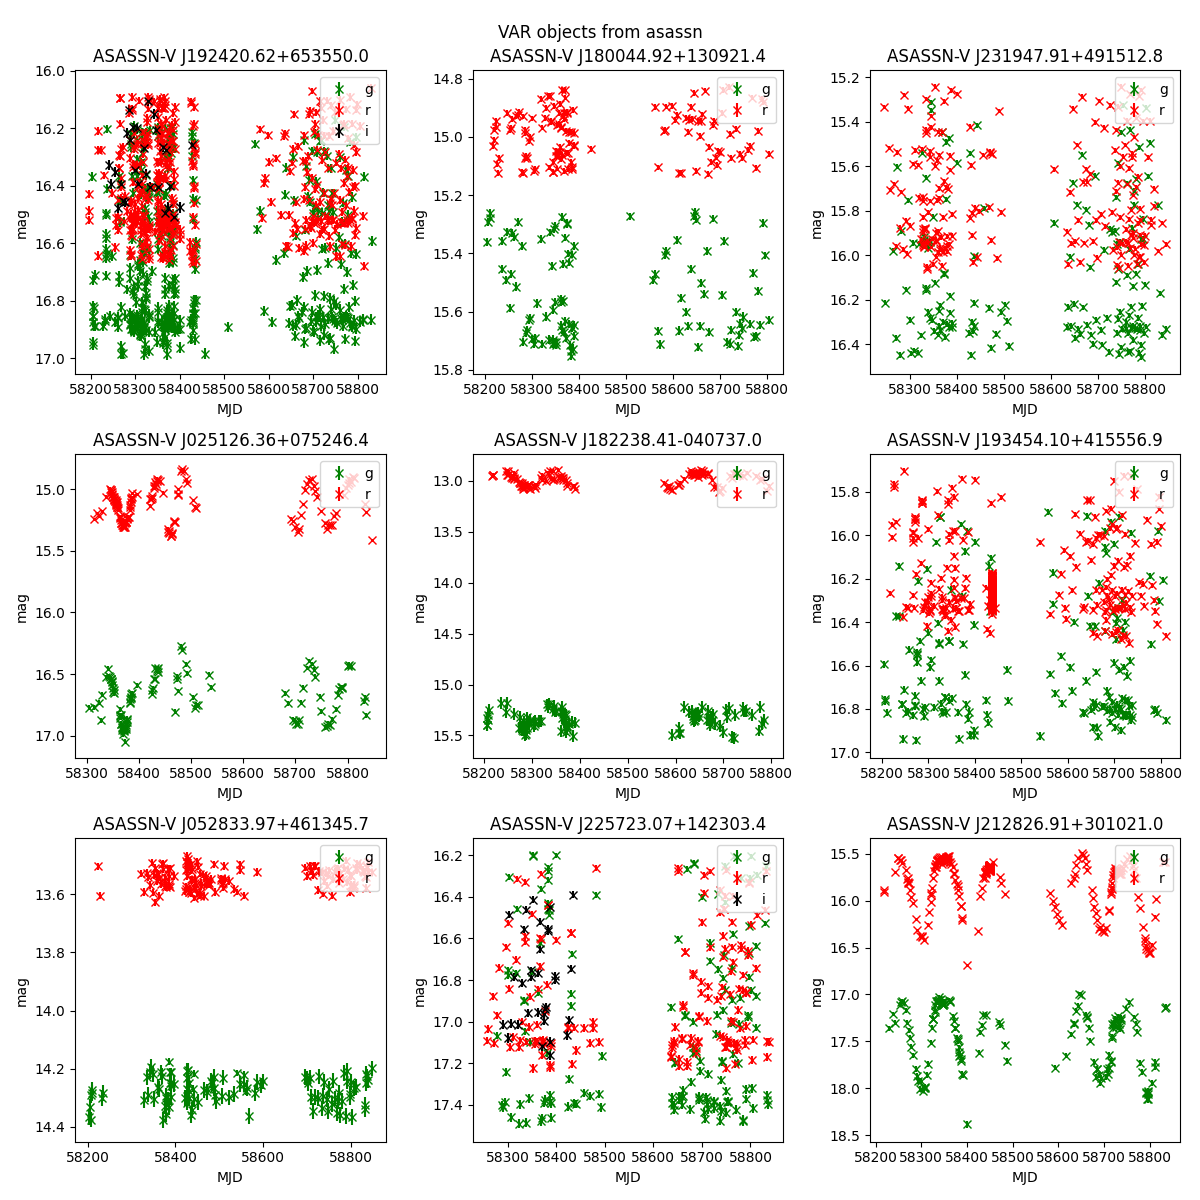 VAR objects from asassn
ASASSN-V J192420.62+653550.0
16.0
16.2
16.4
16.6
16.8
17.0
mag
58200 58300 58400 58500 58600 58700 58800
MJD
g
r
i
ASASSN-V J180044.92+130921.4
14.8
15.0
15.2
15.4
15.6
15.8
mag
58200 58300 58400 58500 58600 58700 58800
MJD
g
r
ASASSN-V J231947.91+491512.8
15.2
15.4
15.6
15.8
16.0
16.2
16.4
mag
58300 58400 58500 58600 58700 58800
MJD
g
r
ASASSN-V J025126.36+075246.4
15.0
15.5
16.0
16.5
17.0
mag
58300 58400 58500 58600 58700 58800
MJD
g
r
ASASSN-V J182238.41-040737.0
13.0
13.5
14.0
14.5
15.0
15.5
mag
58200 58300 58400 58500 58600 58700 58800
MJD
g
r
ASASSN-V J193454.10+415556.9
15.8
16.0
16.2
16.4
16.6
16.8
17.0
mag
58200 58300 58400 58500 58600 58700 58800
MJD
g
r
ASASSN-V J052833.97+461345.7
13.6
13.8
14.0
14.2
14.4
mag
58200 58400 58600 58800
MJD
g
r
ASASSN-V J225723.07+142303.4
16.2
16.4
16.6
16.8
17.0
17.2
17.4
mag
58300 58400 58500 58600 58700 58800
MJD
g
r
i
ASASSN-V J212826.91+301021.0
15.5
16.0
16.5
17.0
17.5
18.0
18.5
mag
58200 58300 58400 58500 58600 58700 58800
MJD
g
r